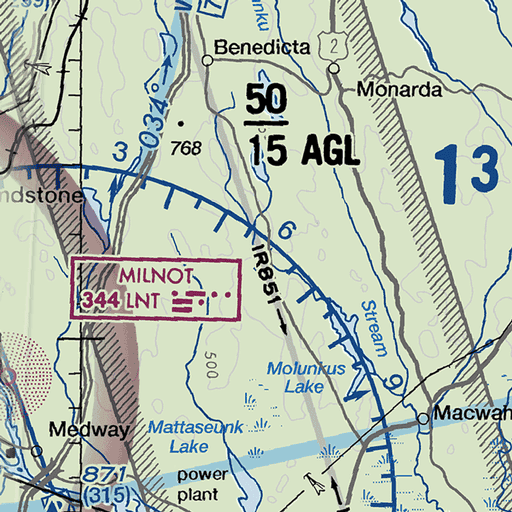 Benedicta
2
Monarda
034°
50
15 AGL
768
3
13
ndstone
6
IR851
MILNOT
344 LNT
Stream
500
Molunkus
Lake
9
Mattaseunk
Lake
Macwah
Medway
871
(315)
power
plant